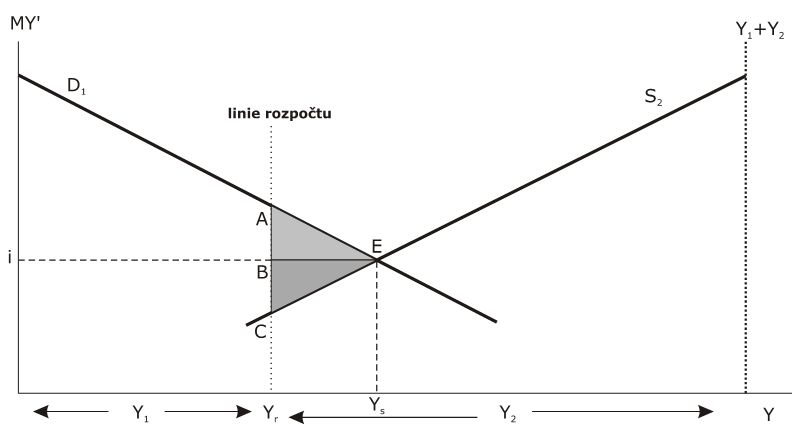 MY'
Y₁+Y₂
D₁
S₂
linie rozpočtu
A
E
i
B
C
Y₁
Yᵣ
Yₛ
Y₂
Y